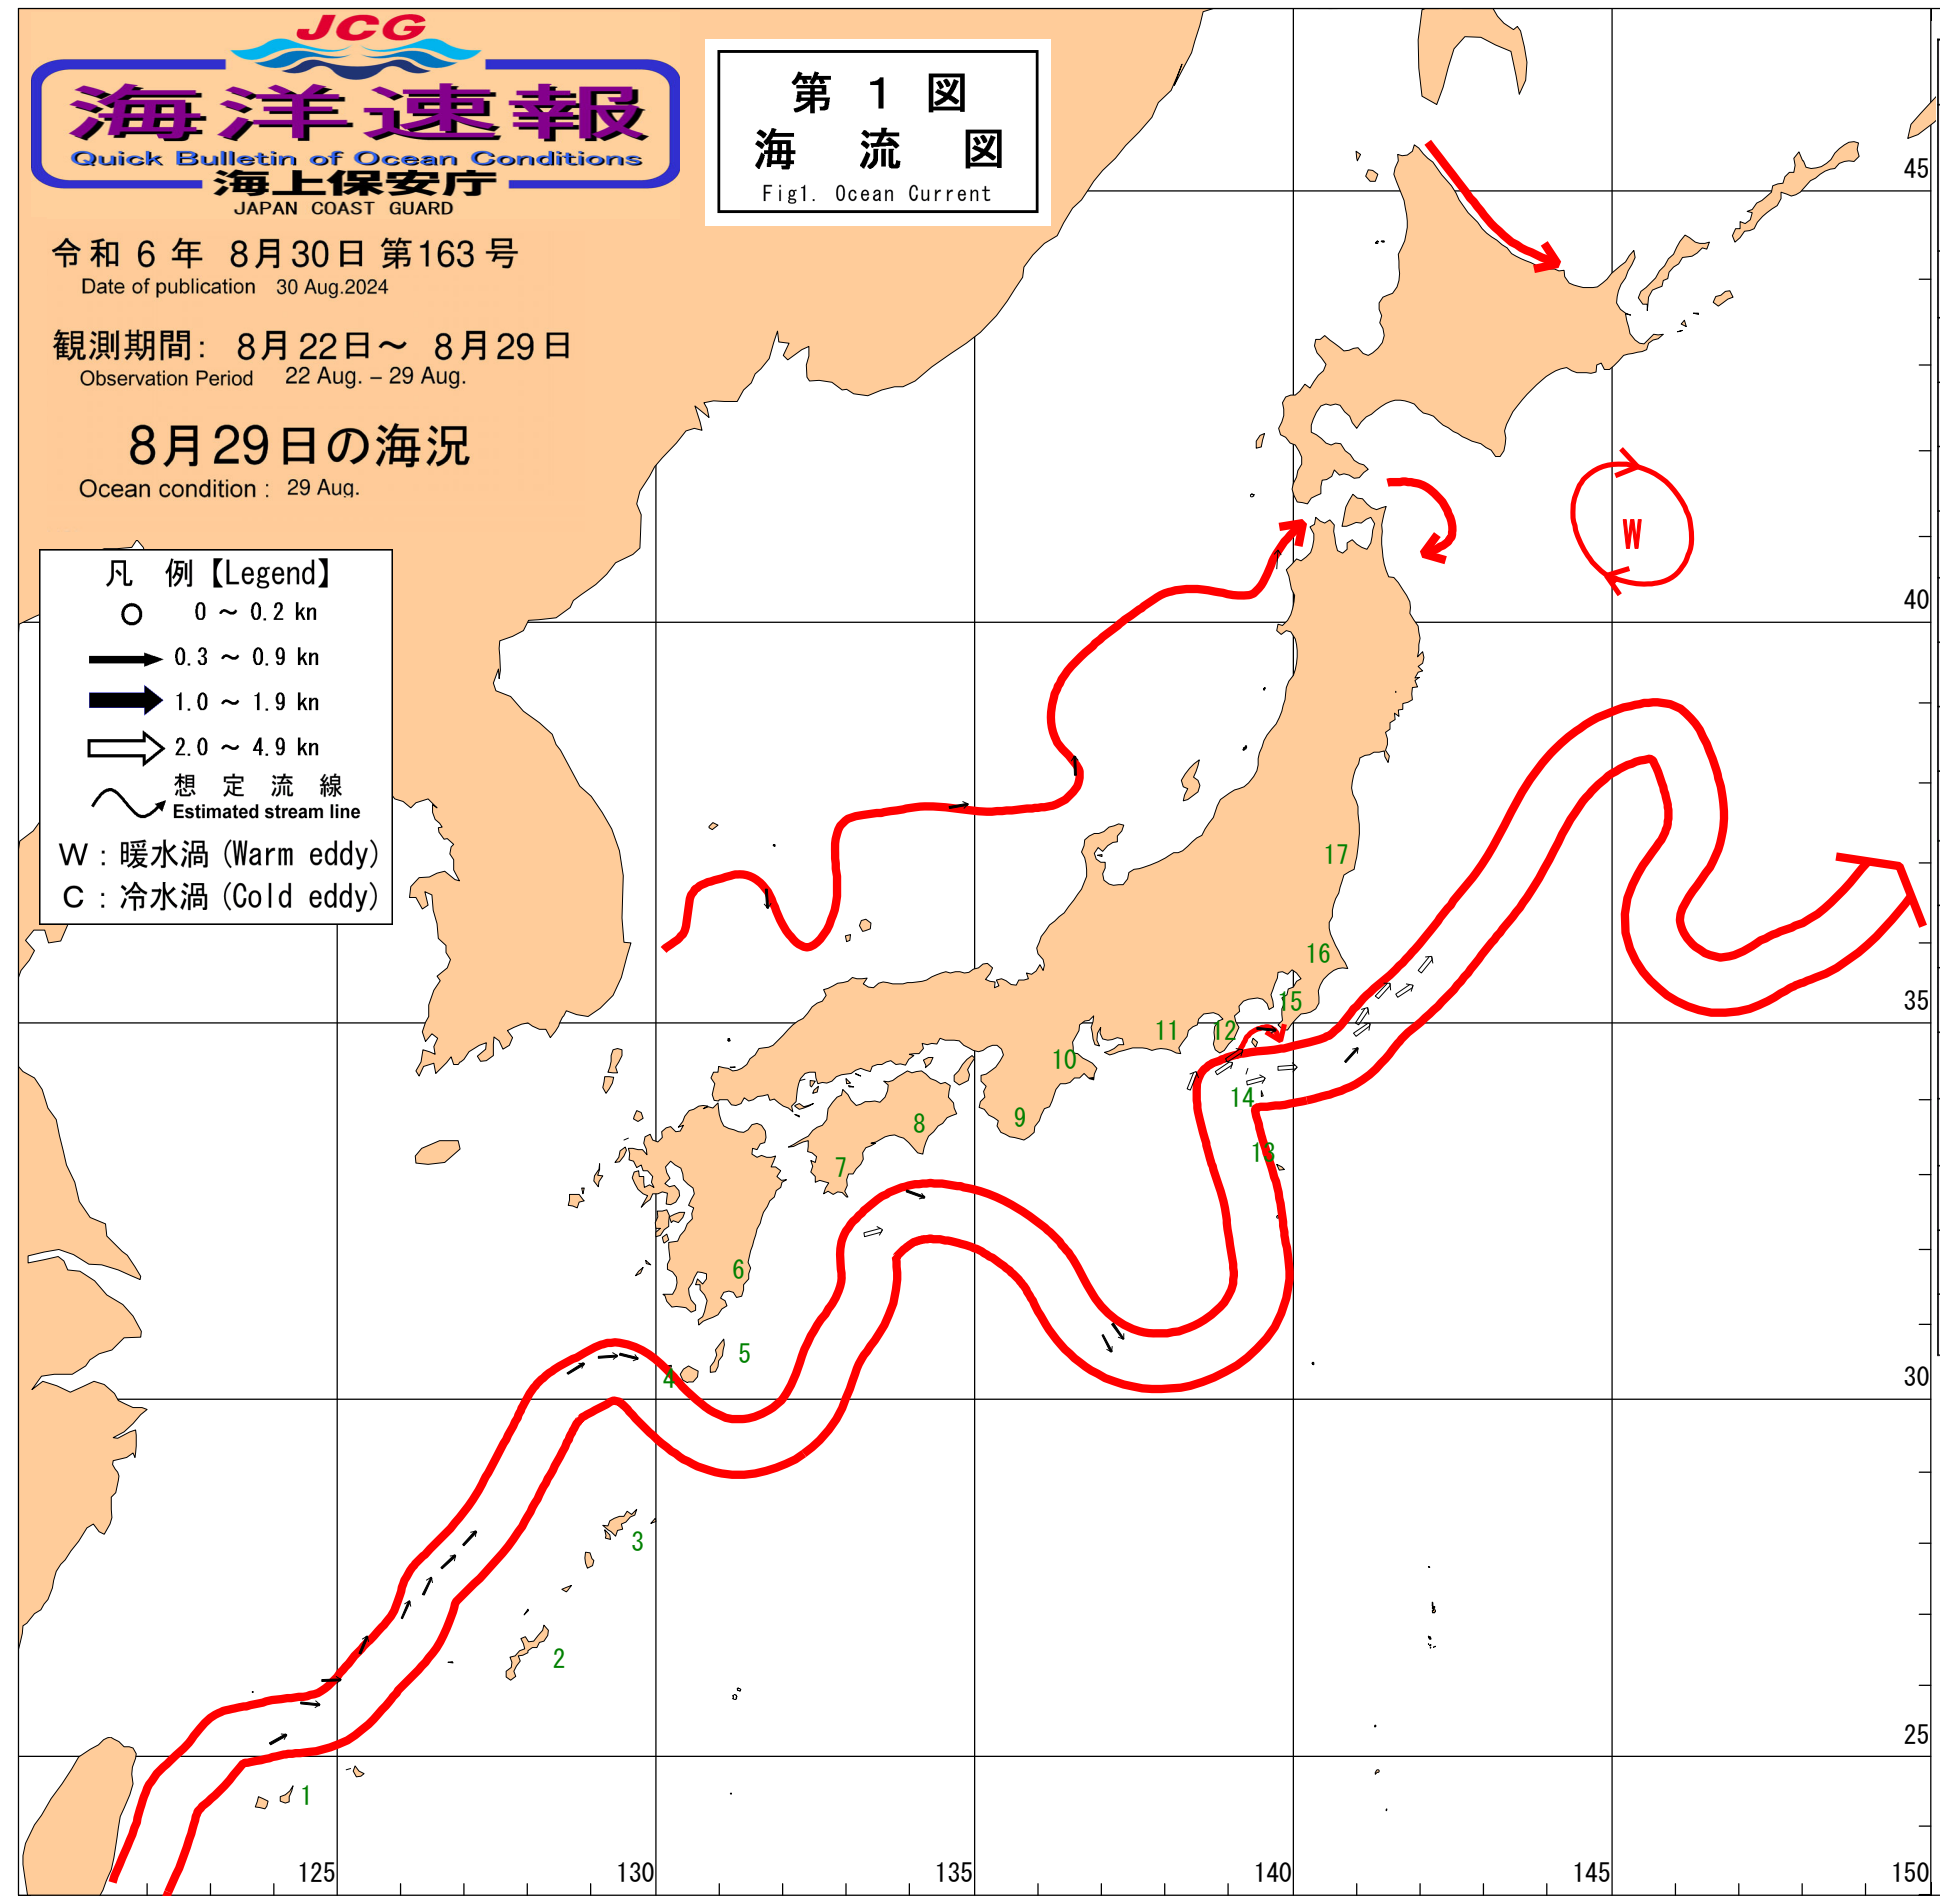 JCG
海洋速報
Quick Bulletin of Ocean Conditions
海上保安庁
JAPAN COAST GUARD
第 1 図
海 流 図
Fig1. Ocean Current
令和 6 年 8月30日 第163号
Date of publication 30 Aug.2024
観測期間: 8月22日～ 8月29日
Observation Period 22 Aug. – 29 Aug.
8月29日の海況
Ocean condition : 29 Aug.
凡 例【Legend】
0 ～ 0.2 kn
0.3 ～ 0.9 kn
1.0 ～ 1.9 kn
2.0 ～ 4.9 kn
想 定 流 線
Estimated stream line
W : 暖水渦 (Warm eddy)
C : 冷水渦 (Cold eddy)
45
W
40
17
16
35
15
12
11
10
14
9
8
13
7
6
5
4
30
3
2
25
1
125
130
135
140
145
150